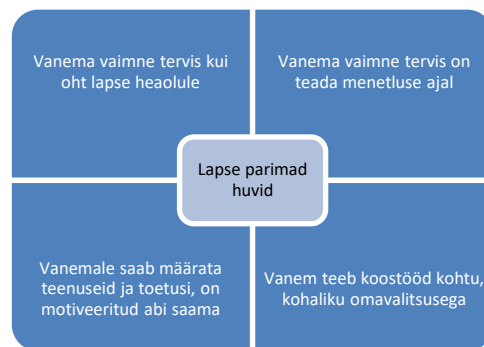 Vanema vaimne tervis kui
oht lapse heaolule
Vanema vaimne tervis on
teada menetluse ajal
Lapse parimad
huvid
Vanemale saab määrata
teenuseid ja toetusi, on
motiveeritud abi saama
Vanem teeb koostööd kohtu,
kohaliku omavalitsusega